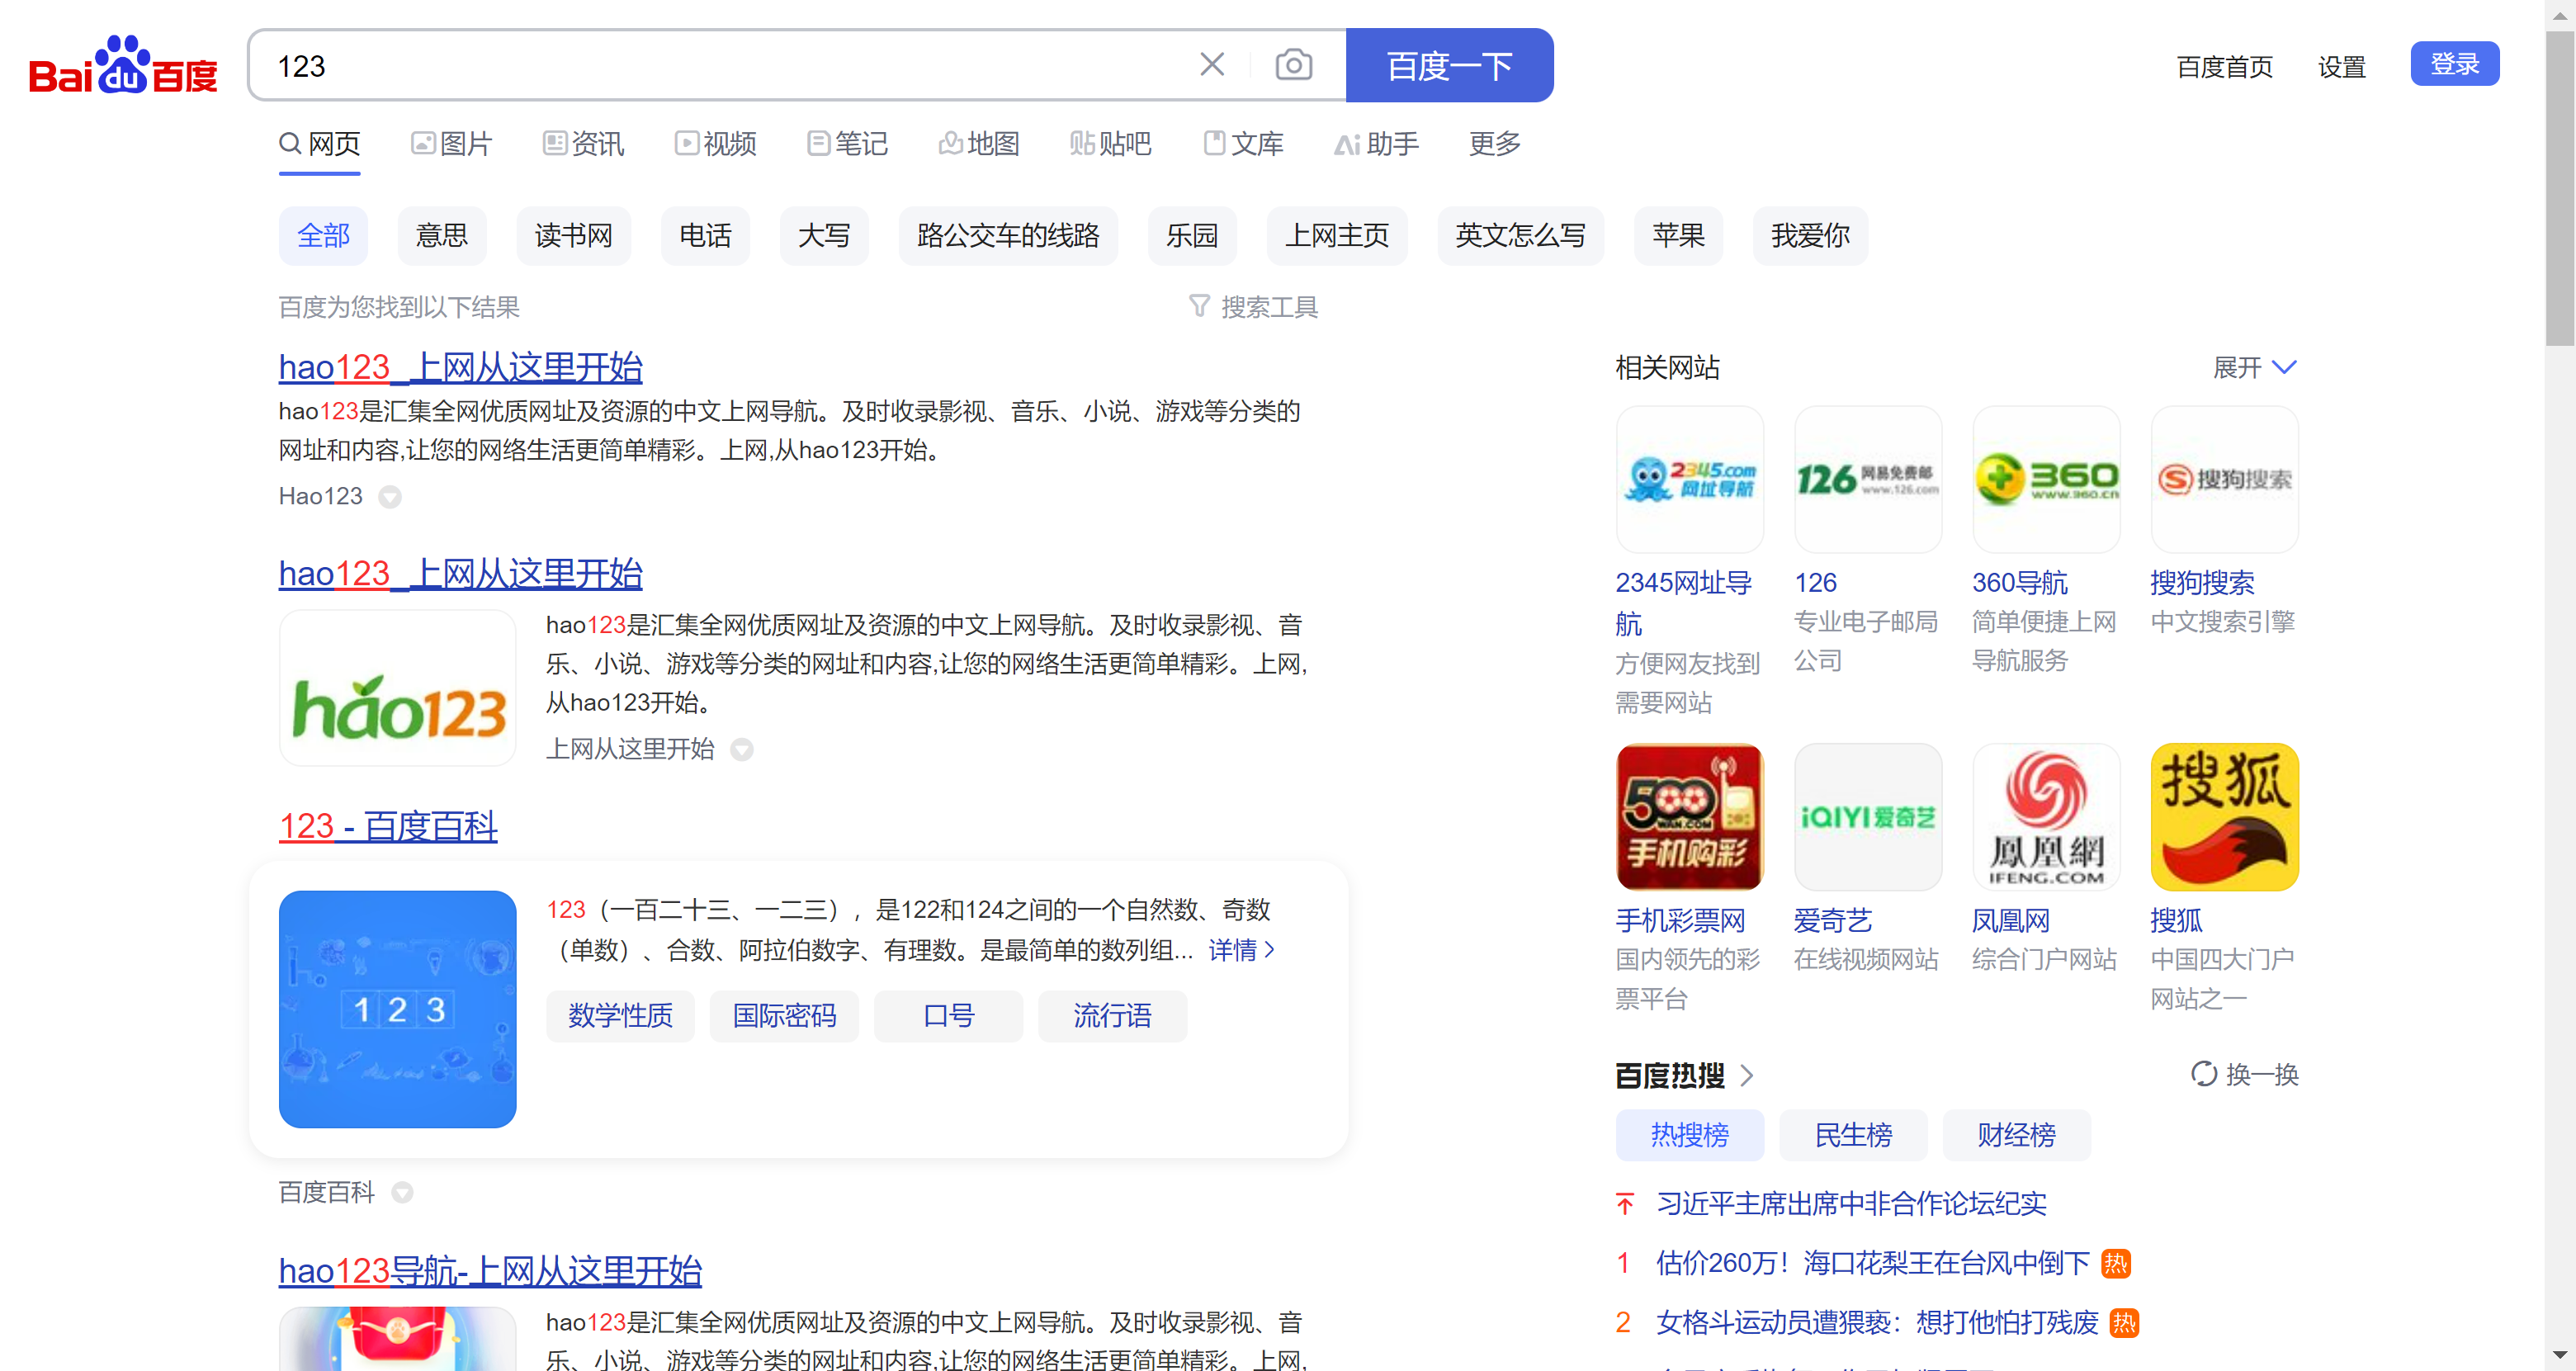 Bai du 百度
123
百度一下
百度首页
设置
登录
网页
图片
资讯
视频
笔记
地图
贴吧
文库
Ai 助手
更多
全部
意思
读书网
电话
大写
路公交车的线路
乐园
上网主页
英文怎么写
苹果
我爱你
百度为您找到以下结果
搜索工具
hao123_上网从这里开始
hao123是汇集全网优质网址及资源的中文上网导航。及时收录影视、音乐、小说、游戏等分类的
网址和内容,让您的网络生活更简单精彩。上网,从hao123开始。
Hao123
hao123_上网从这里开始
hao123
hao123是汇集全网优质网址及资源的中文上网导航。及时收录影视、音
乐、小说、游戏等分类的网址和内容,让您的网络生活更简单精彩。上网,
从hao123开始。
上网从这里开始
123 - 百度百科
1 2 3
123（一百二十三、一二三），是122和124之间的一个自然数、奇数
（单数）、合数、阿拉伯数字、有理数。是最简单的数列组... 详情
数学性质
国际密码
口号
流行语
百度百科
hao123导航-上网从这里开始
hao123是汇集全网优质网址及资源的中文上网导航。及时收录影视、音
乐、小说、游戏等分类的网址和内容,让您的网络生活更简单精彩。上网,
相关网站
展开
2345.com
网址导航
126 网易免费邮
www.126.com
360
www.360.cn
搜狗搜索
2345网址导
航
方便网友找到
需要网站
126
专业电子邮局
公司
360导航
简单便捷上网
导航服务
搜狗搜索
中文搜索引擎
500
WAN.COM
手机购彩
iQIYI 爱奇艺
鳳凰網
IFENG.COM
搜狐
手机彩票网
国内领先的彩
票平台
爱奇艺
在线视频网站
凤凰网
综合门户网站
搜狐
中国四大门户
网站之一
百度热搜
换一换
热搜榜
民生榜
财经榜
习近平主席出席中非合作论坛纪实
1 估价260万！海口花梨王在台风中倒下 热
2 女格斗运动员遭猥亵：想打他怕打残废 热